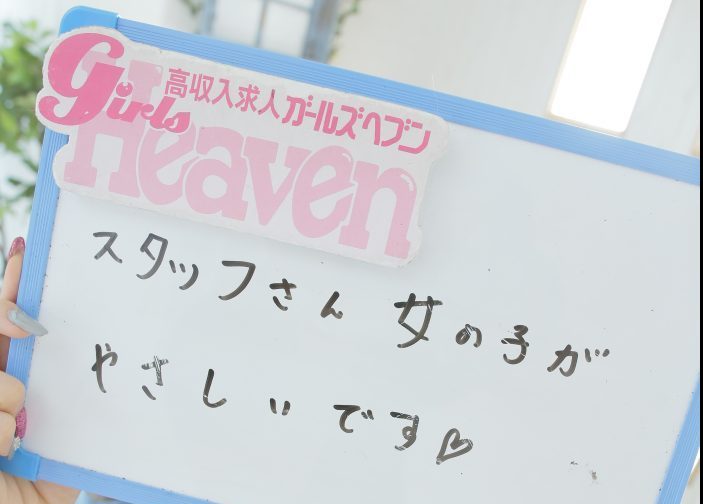 高収入求人ガールズヘブン
Girls
Heaven
スタッフさん 女の子が
やさしいです♡